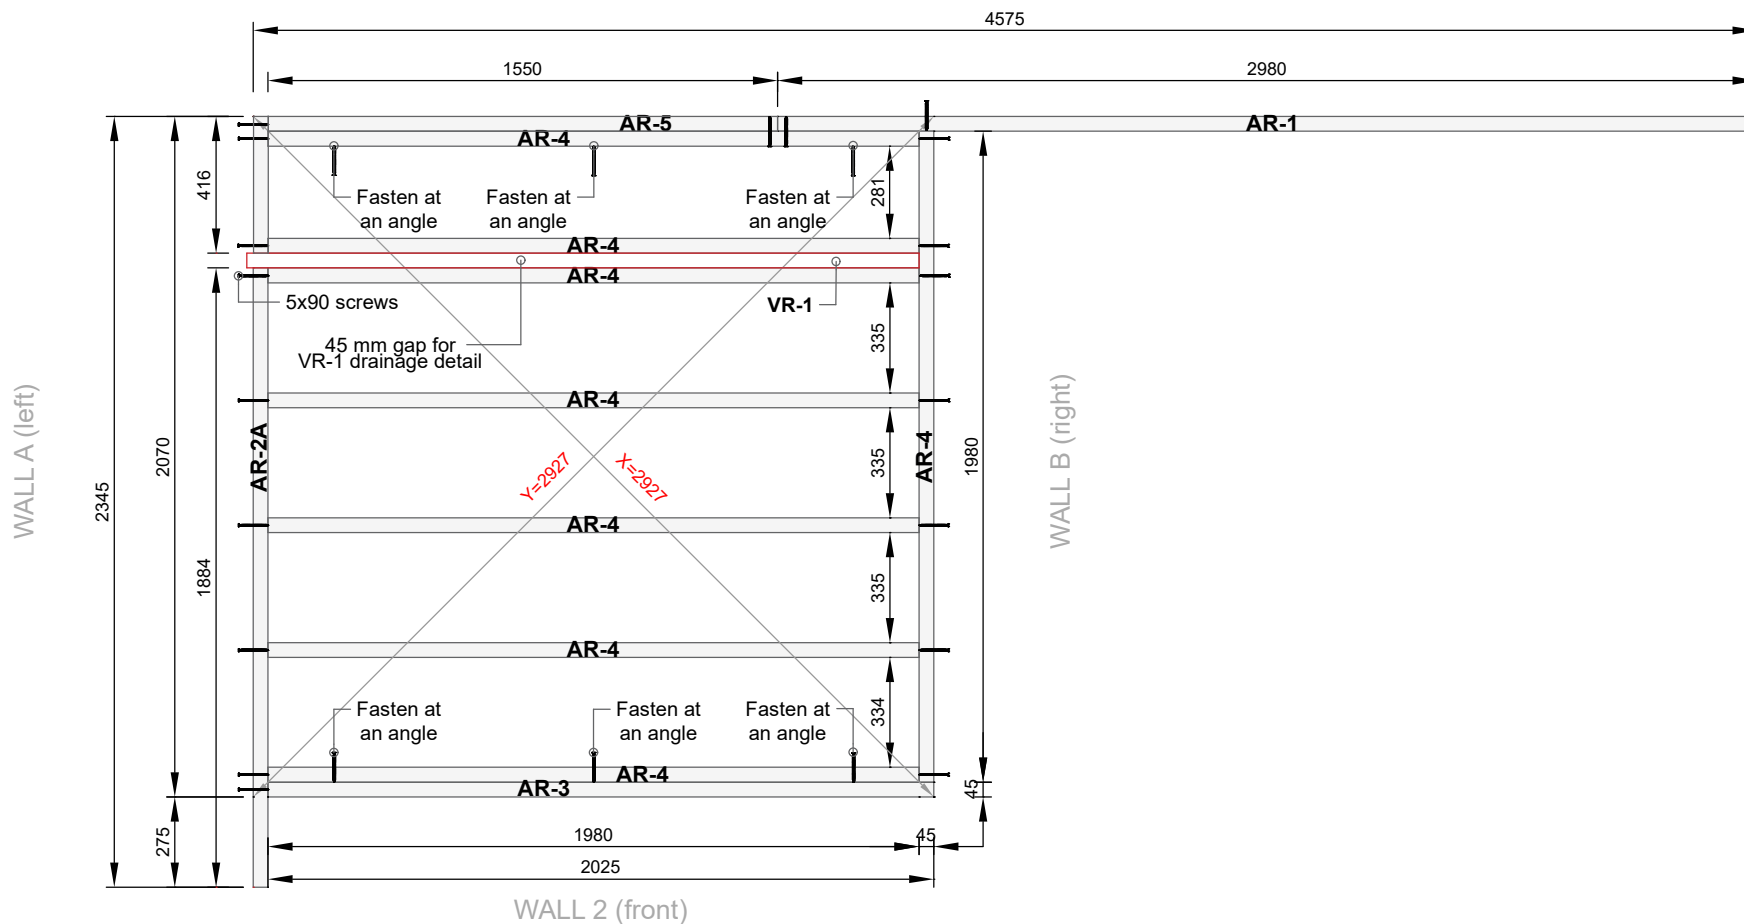 4575
1550
2980
AR-5
AR-1
AR-4
416
281
Fasten at
an angle
Fasten at
an angle
Fasten at
an angle
AR-4
AR-4
5x90 screws
VR-1
45 mm gap for
VR-1 drainage detail
335
WALL A (left)
2345
2070
1884
AR-2A
AR-4
Y=2927
X=2927
335
AR-4
1980
WALL B (right)
AR-4
335
AR-4
334
Fasten at
an angle
Fasten at
an angle
Fasten at
an angle
AR-4
AR-3
45
275
1980
45
2025
WALL 2 (front)